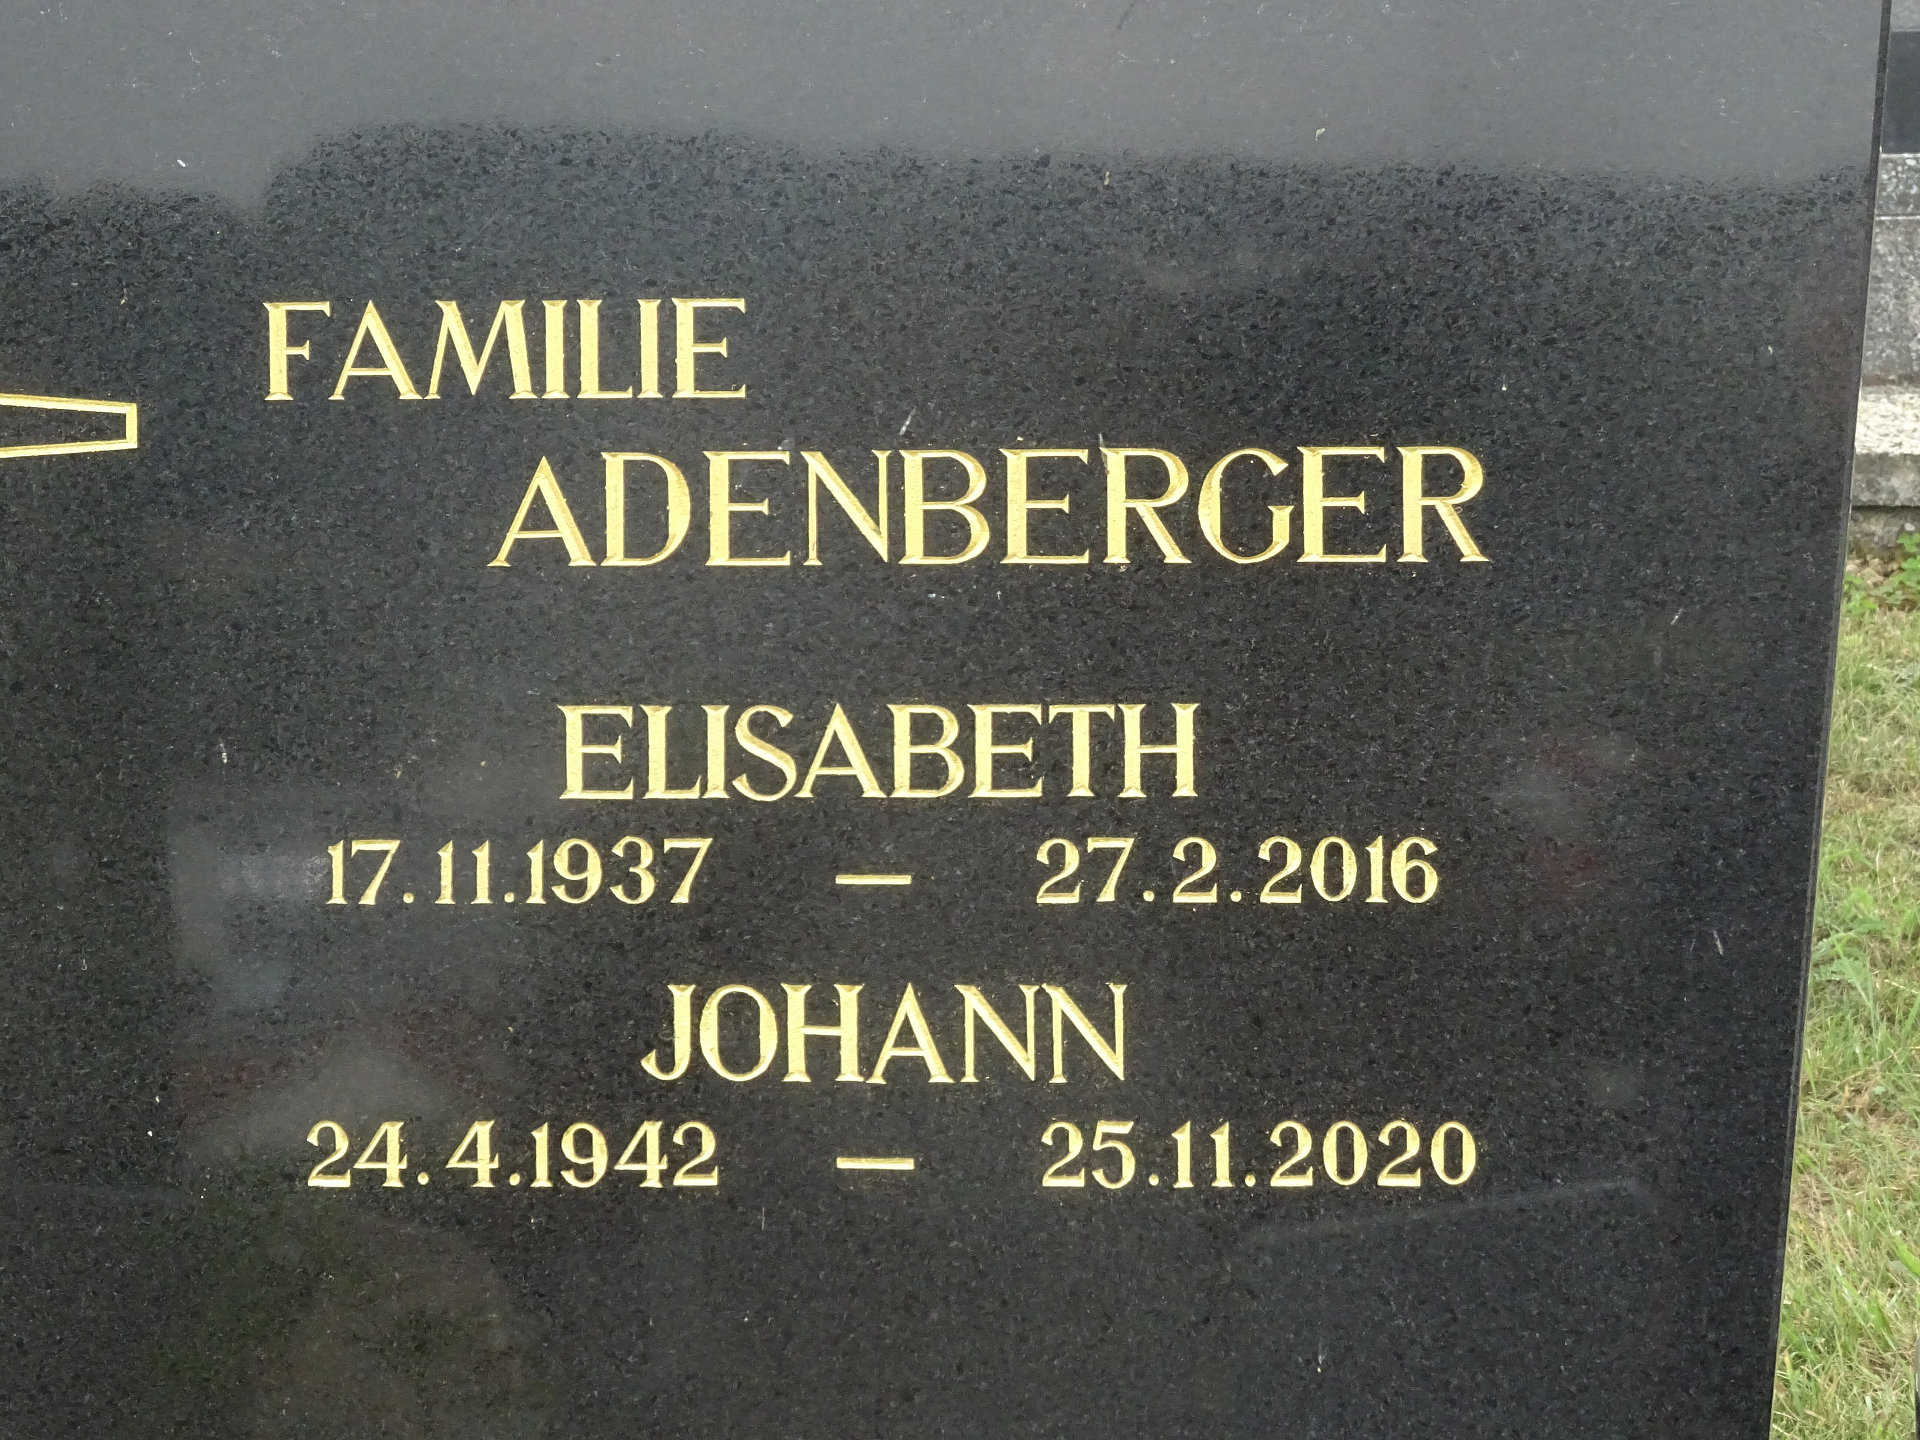 FAMILIE
ADENBERGER
ELISABETH
17.11.1937 – 27.2.2016
JOHANN
24.4.1942 – 25.11.2020